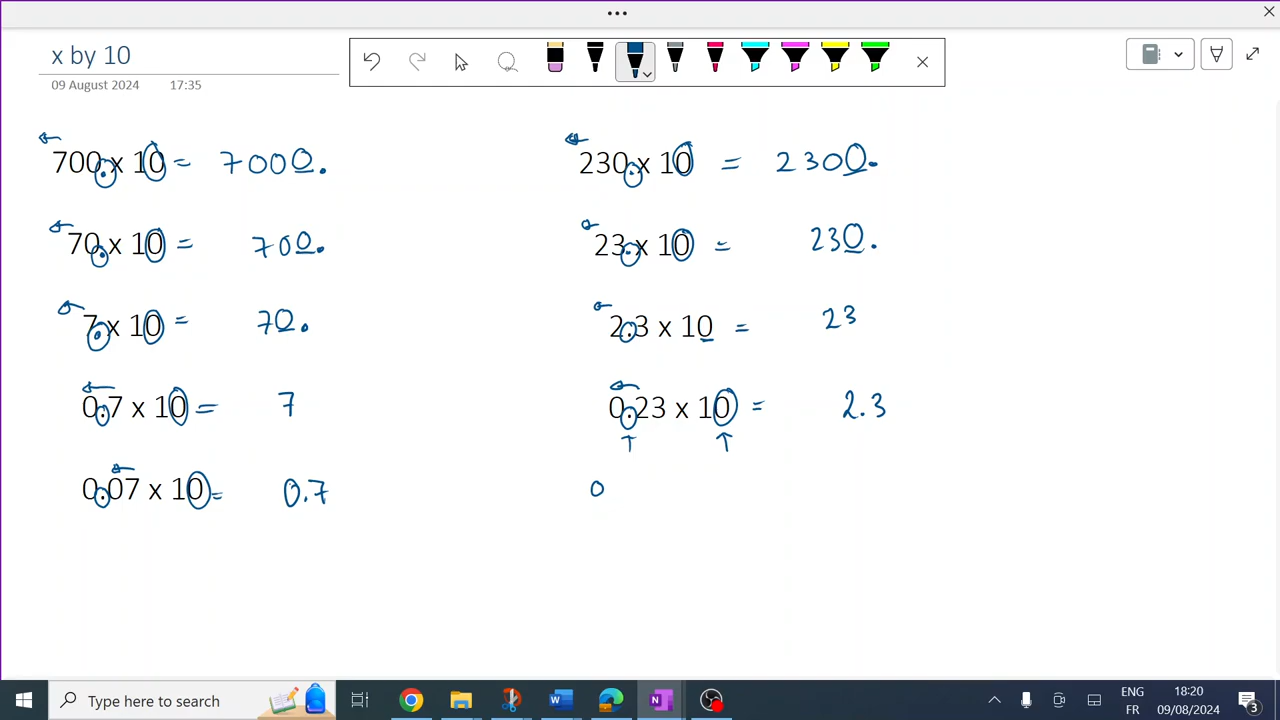 x by 10
09 August 2024 17:35
700. x 10 = 7000.
230. x 10 = 2300.
70. x 10 = 700.
23. x 10 = 230.
7. x 10 = 70.
2.3 x 10 = 23
0.7 x 10 = 7
0.23 x 10 = 2.3
0.07 x 10 = 0.7
0
Type here to search
ENG
FR
18:20
09/08/2024
3